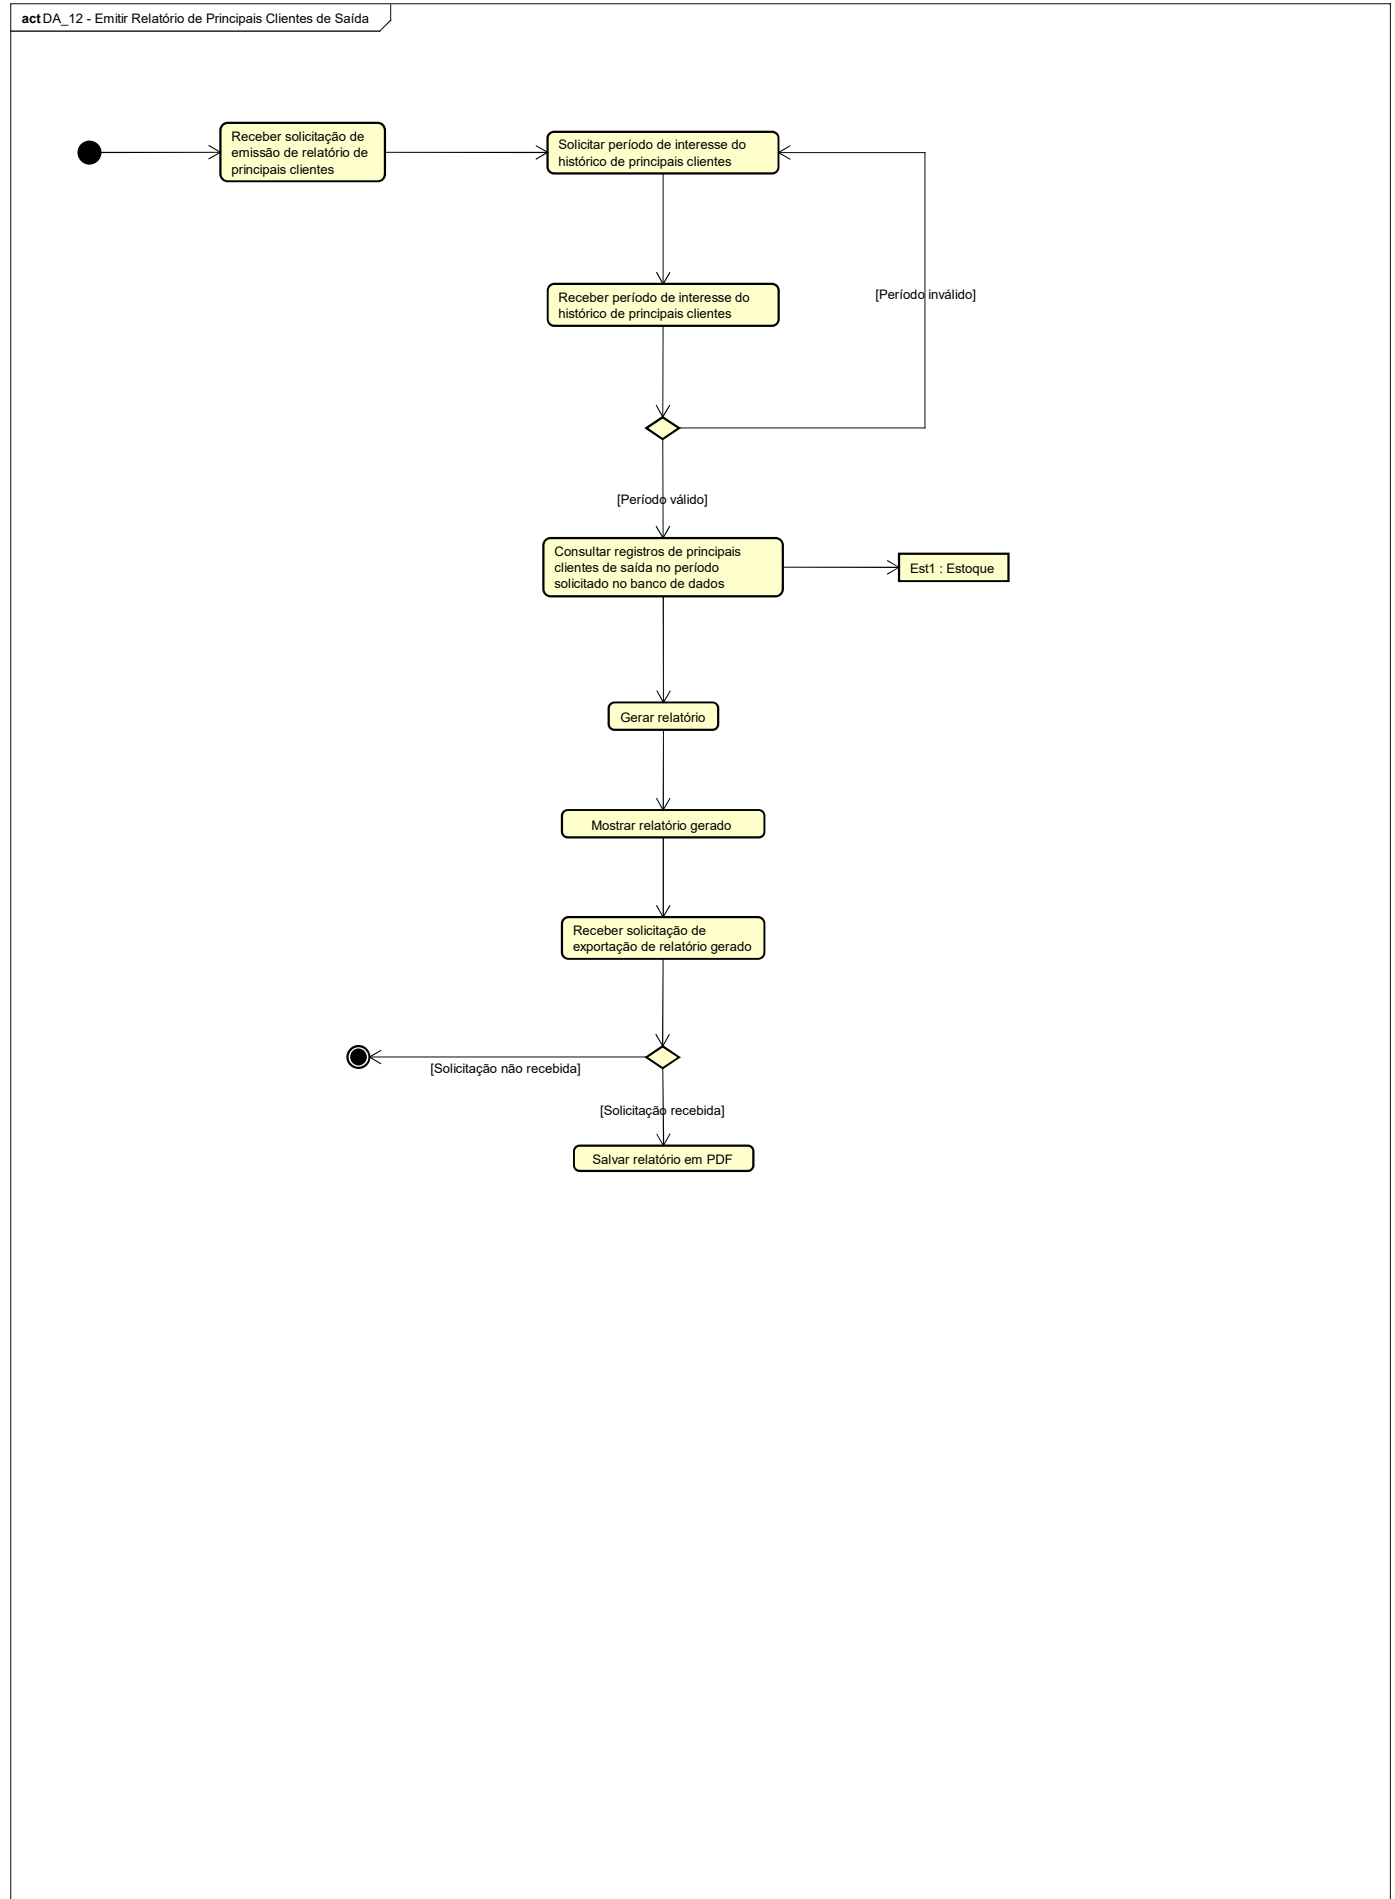 act DA_12 - Emitir Relatório de Principais Clientes de Saída
Receber solicitação de
emissão de relatório de
principais clientes
Solicitar período de interesse do
histórico de principais clientes
Receber período de interesse do
histórico de principais clientes
[Período inválido]
[Período válido]
Consultar registros de principais
clientes de saída no período
solicitado no banco de dados
Est1 : Estoque
Gerar relatório
Mostrar relatório gerado
Receber solicitação de
exportação de relatório gerado
[Solicitação não recebida]
[Solicitação recebida]
Salvar relatório em PDF